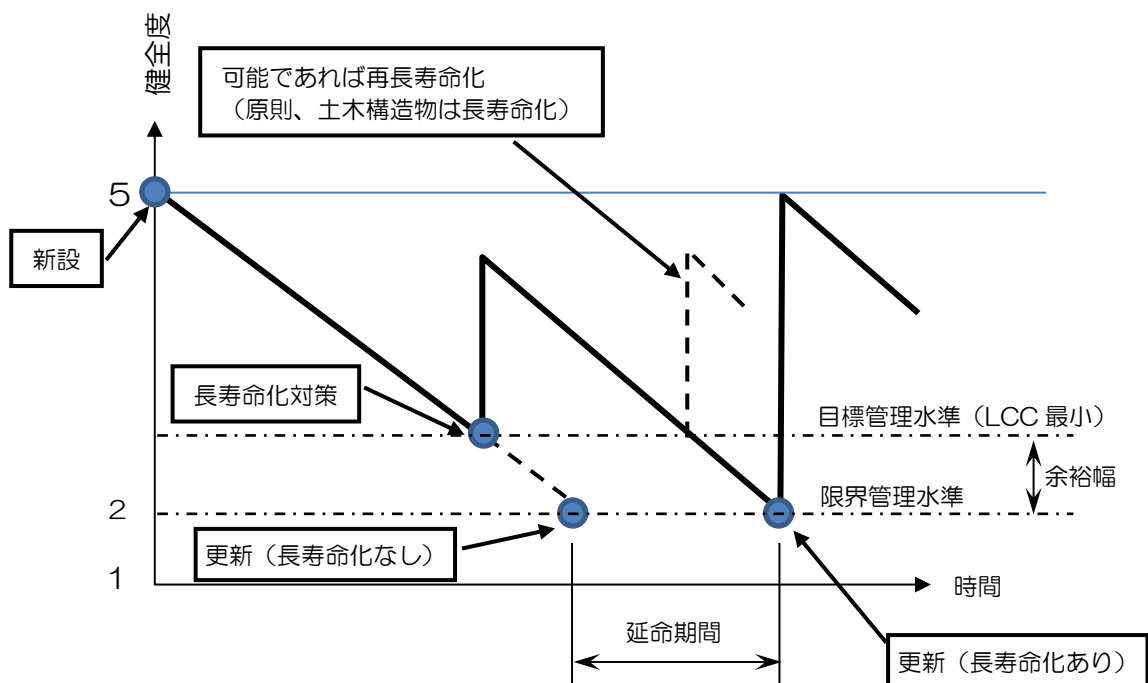 健全度
可能であれば再長寿命化
（原則、土木構造物は長寿命化）
5
新設
長寿命化対策
目標管理水準（LCC 最小）
余裕幅
限界管理水準
2
更新（長寿命化なし）
1
時間
延命期間
更新（長寿命化あり）